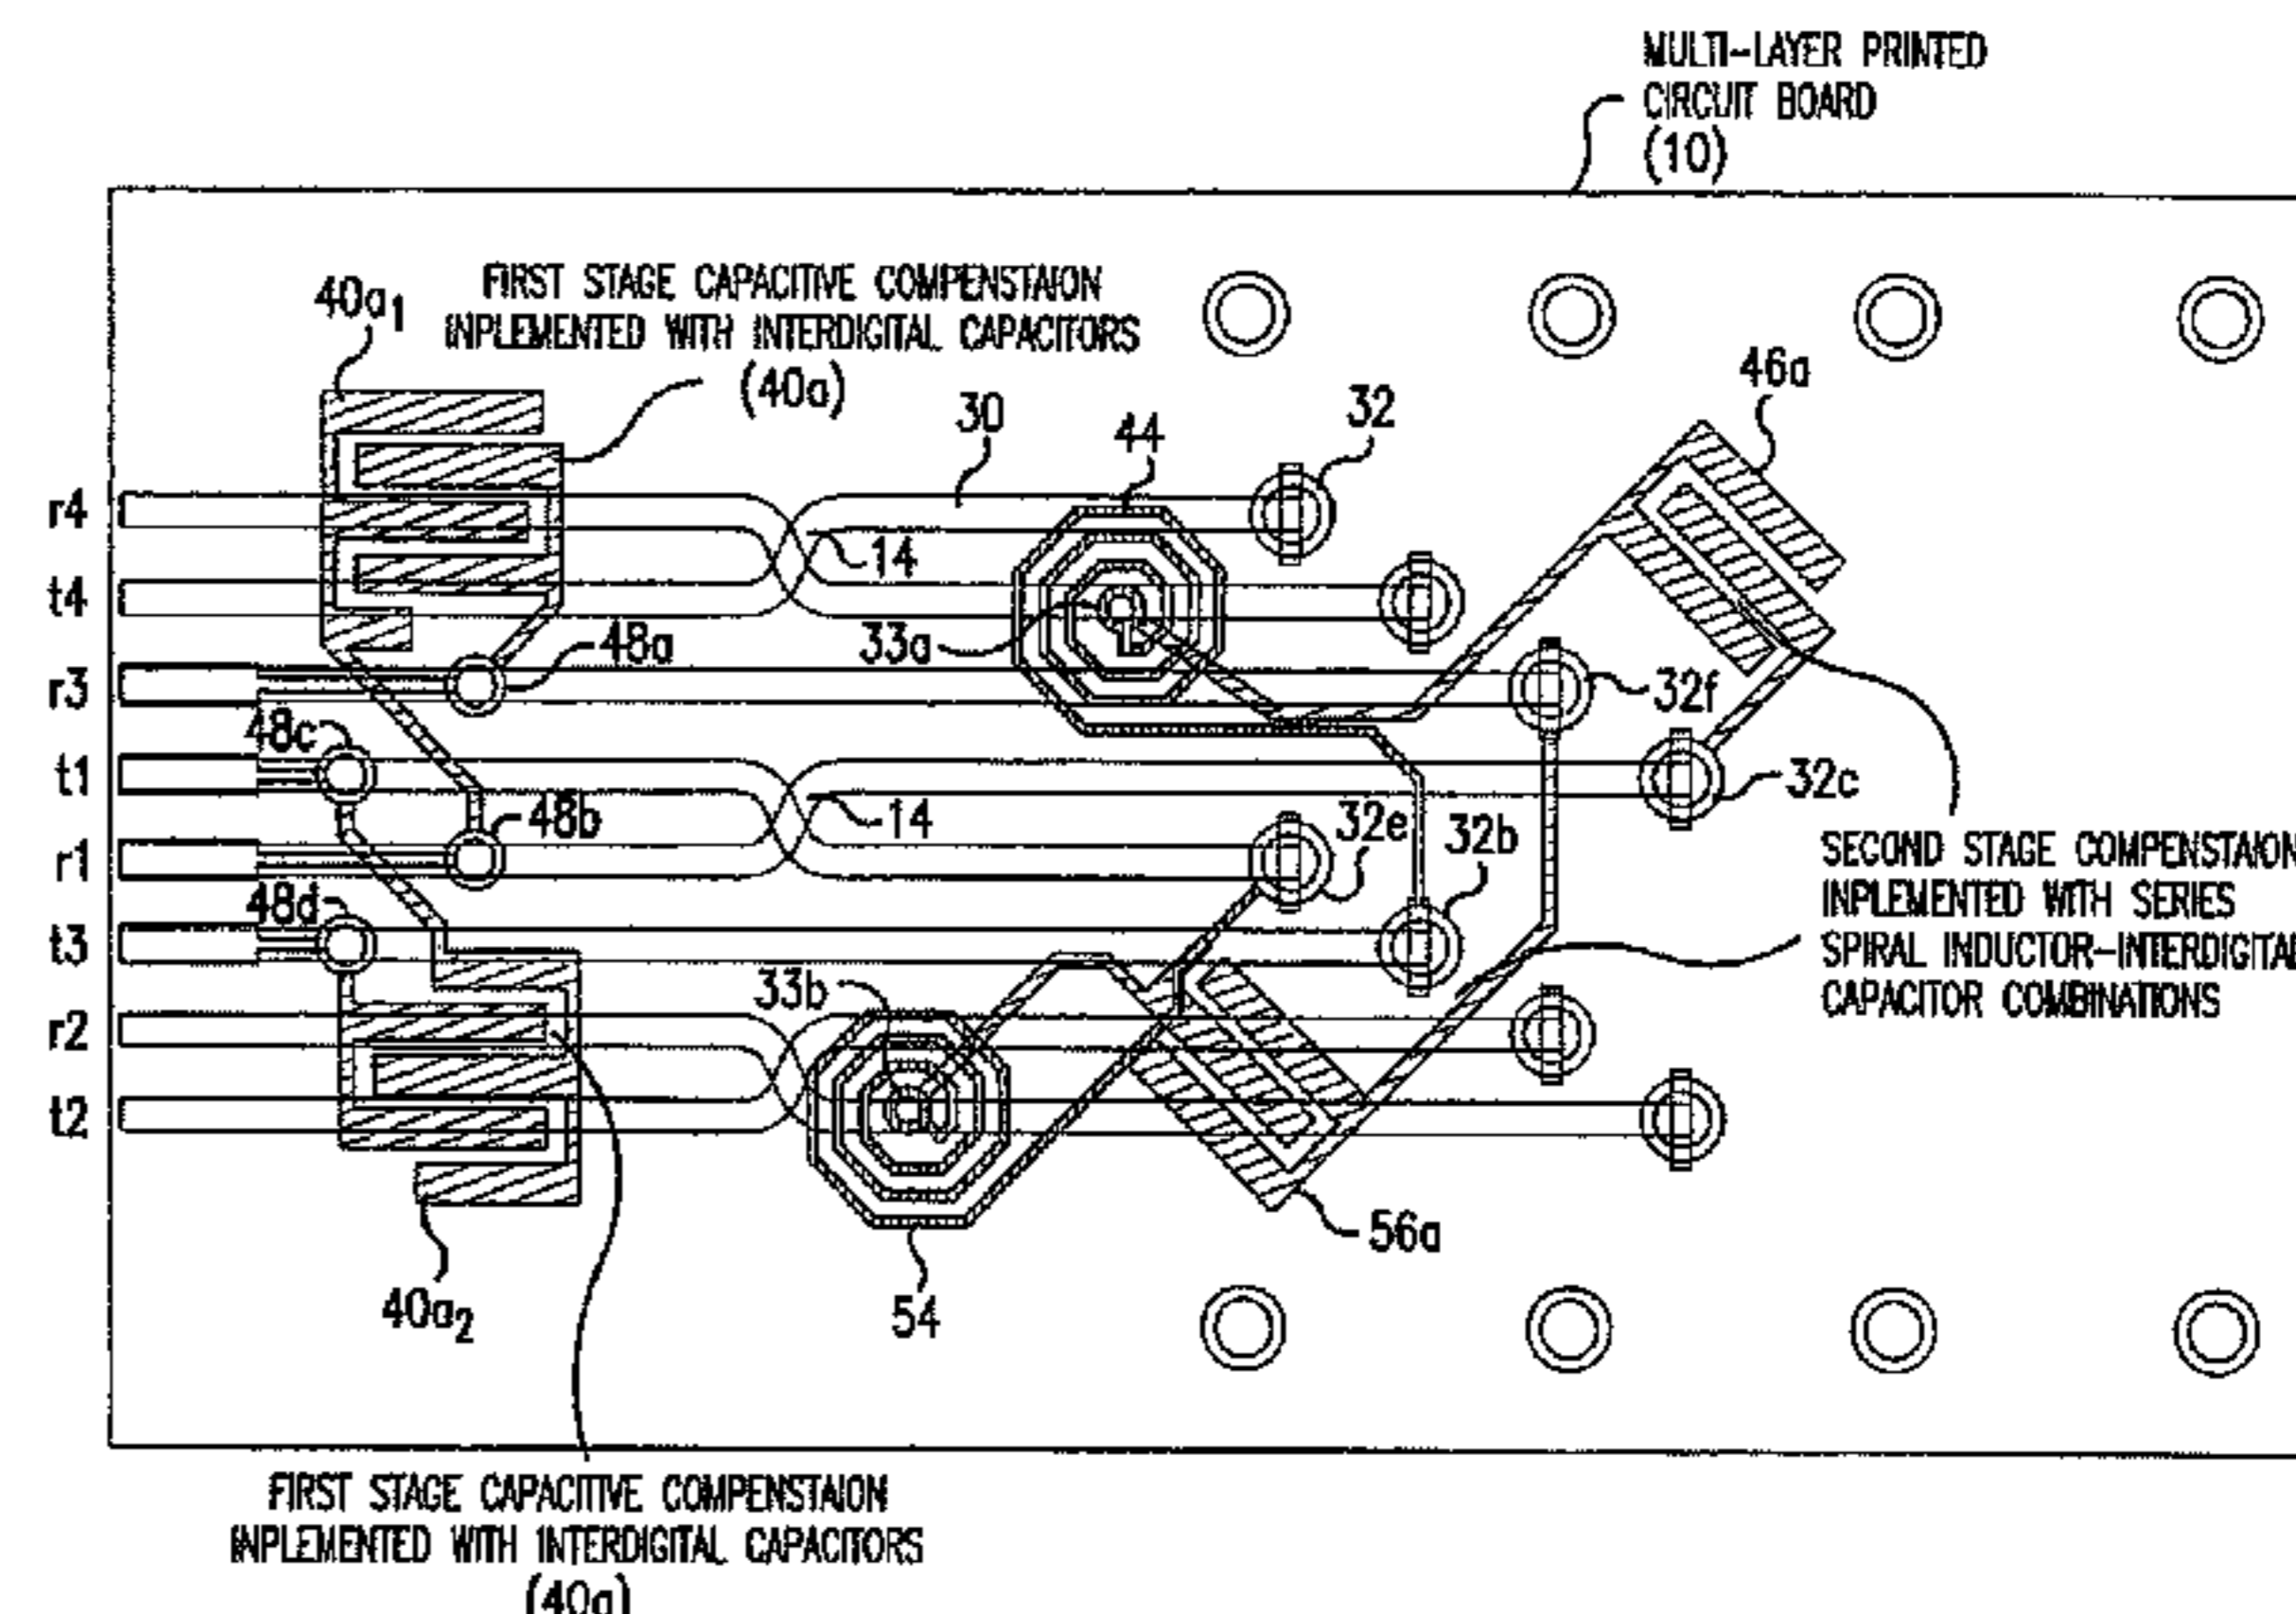 MULTI-LAYER PRINTED
CIRCUIT BOARD
(10)
40a1
FIRST STAGE CAPACITIVE COMPENSTAION
INPLEMENTED WITH INTERDIGITAL CAPACITORS
(40a)
46a
30
44
32
r4
14
t4
33a
48a
r3
32f
48c
t1
32c
14
48b
32e
32b
r1
48d
SECOND STAGE COMPENSTAION
INPLEMENTED WITH SERIES
SPIRAL INDUCTOR-INTERDIGITAL
CAPACITOR COMBINATIONS
t3
33b
r2
t2
56a
40a2
54
FIRST STAGE CAPACITIVE COMPENSTAION
INPLEMENTED WITH INTERDIGITAL CAPACITORS
(40a)